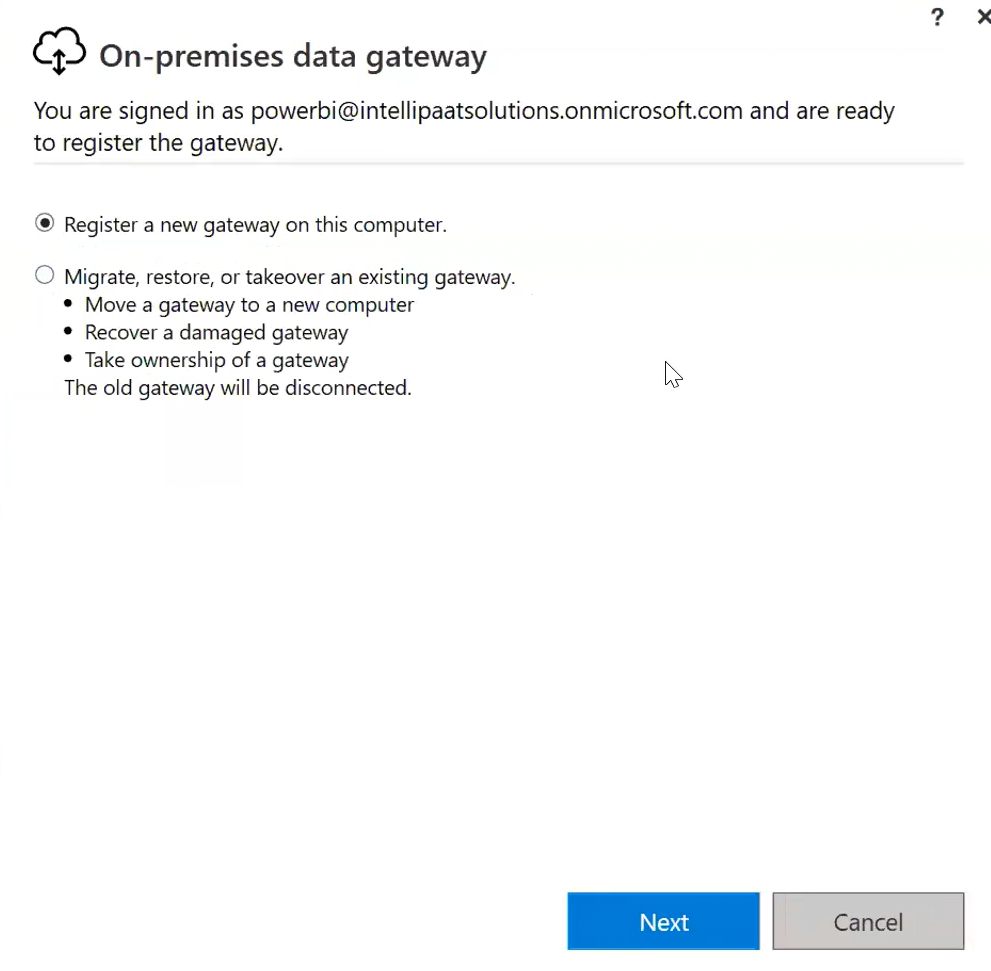 ?
On-premises data gateway
You are signed in as powerbi@intellipaatsolutions.onmicrosoft.com and are ready
to register the gateway.
Register a new gateway on this computer.
Migrate, restore, or takeover an existing gateway.
• Move a gateway to a new computer
• Recover a damaged gateway
• Take ownership of a gateway
The old gateway will be disconnected.
Next
Cancel